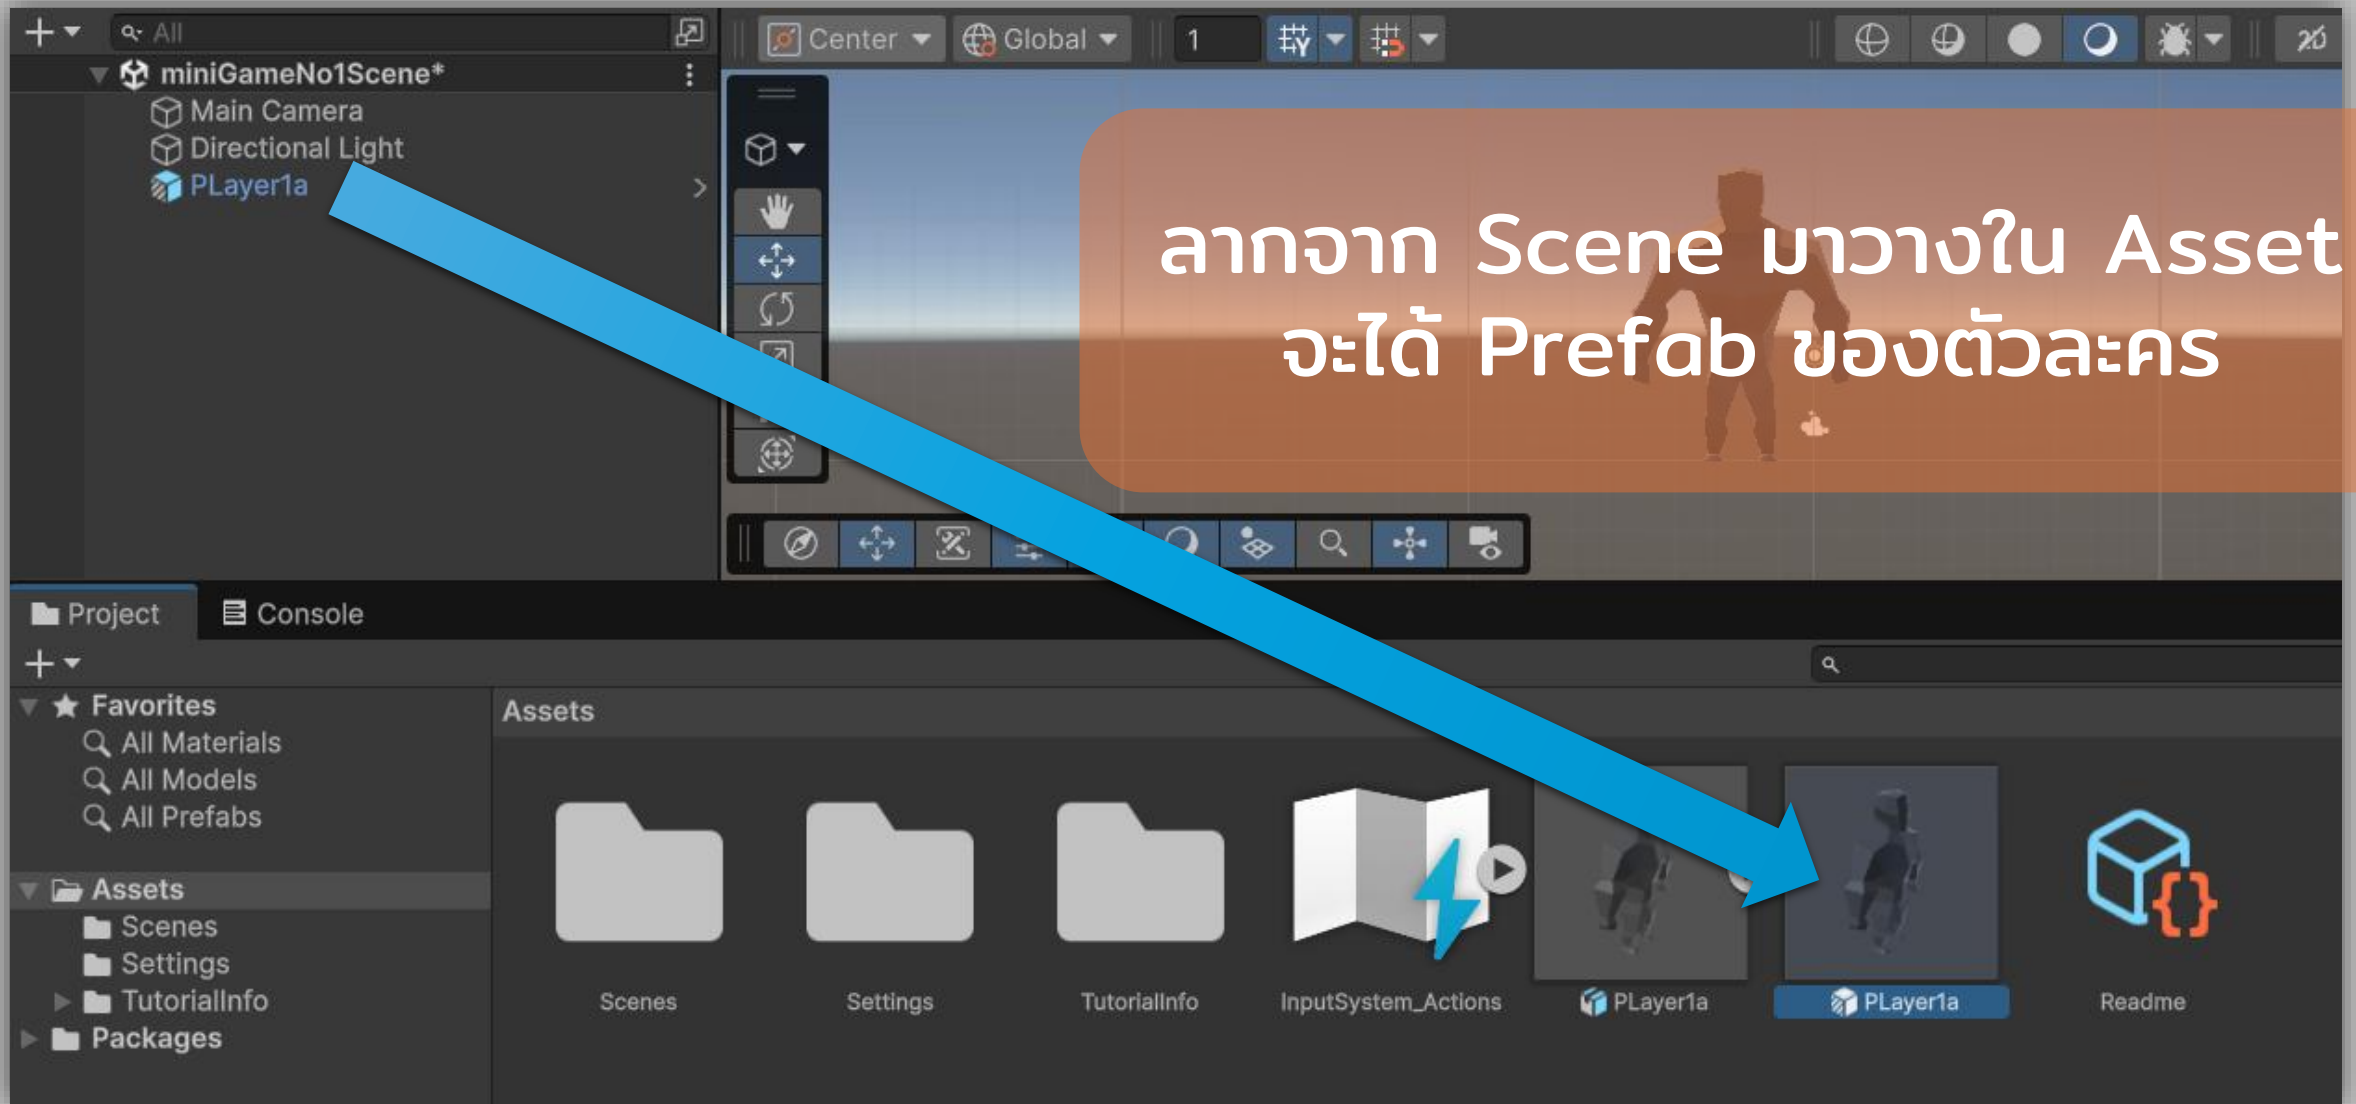 All
Center
Global
1
miniGameNo1Scene*
Main Camera
Directional Light
PLayer1a
ลากจาก Scene มาวางใน Asset
จะได้ Prefab ของตัวละคร
Project
Console
Favorites
All Materials
All Models
All Prefabs
Assets
Scenes
Settings
TutorialInfo
Packages
Assets
Scenes
Settings
TutorialInfo
InputSystem_Actions
PLayer1a
PLayer1a
Readme